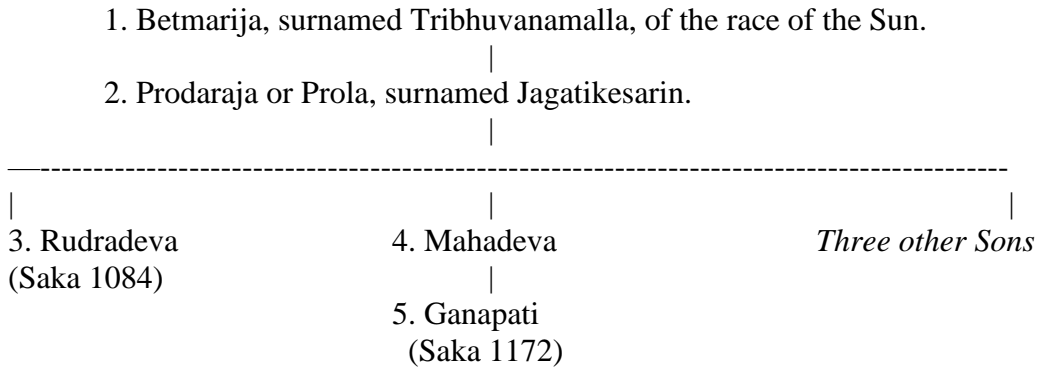 1. Betmarija, surnamed Tribhuvanamalla, of the race of the Sun.
2. Prodaraja or Prola, surnamed Jagatikesarin.
3. Rudradeva 4. Mahadeva Three other Sons
(Saka 1084)
5. Ganapati
(Saka 1172)